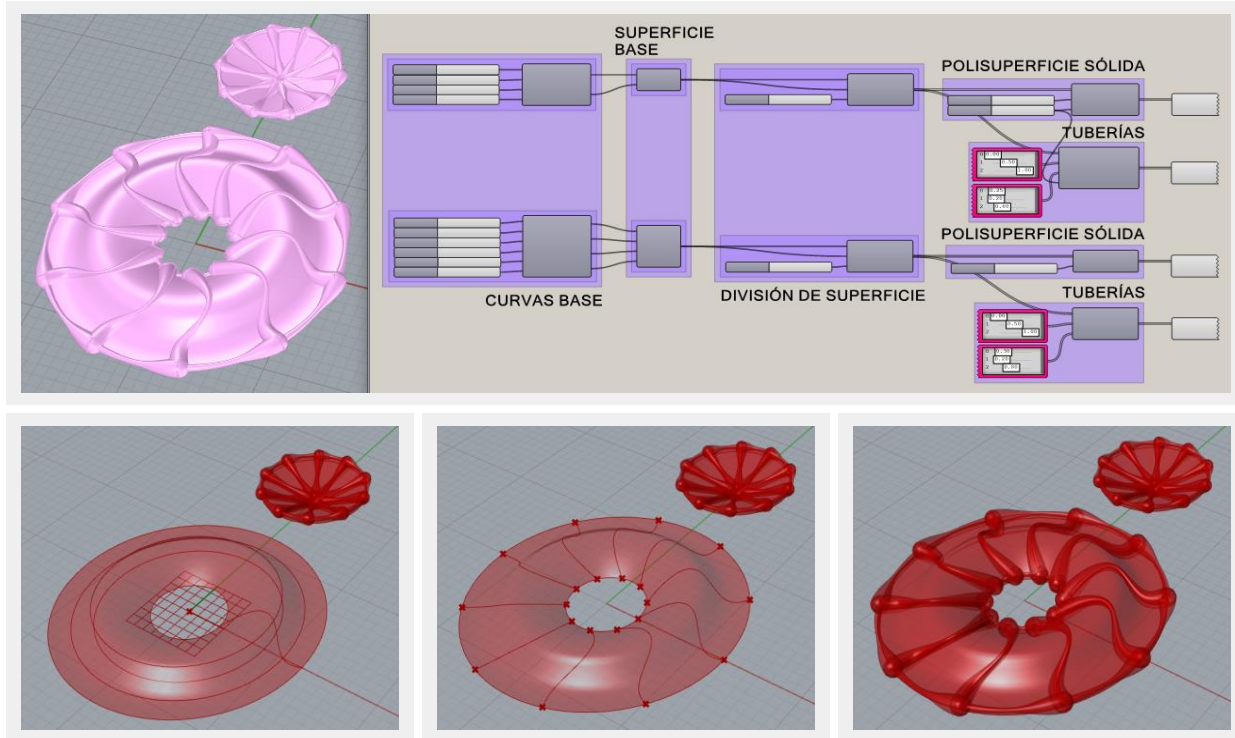 SUPERFICIE
BASE
POLISUPERFICIE SÓLIDA
TUBERÍAS
POLISUPERFICIE SÓLIDA
CURVAS BASE
DIVISIÓN DE SUPERFICIE
TUBERÍAS